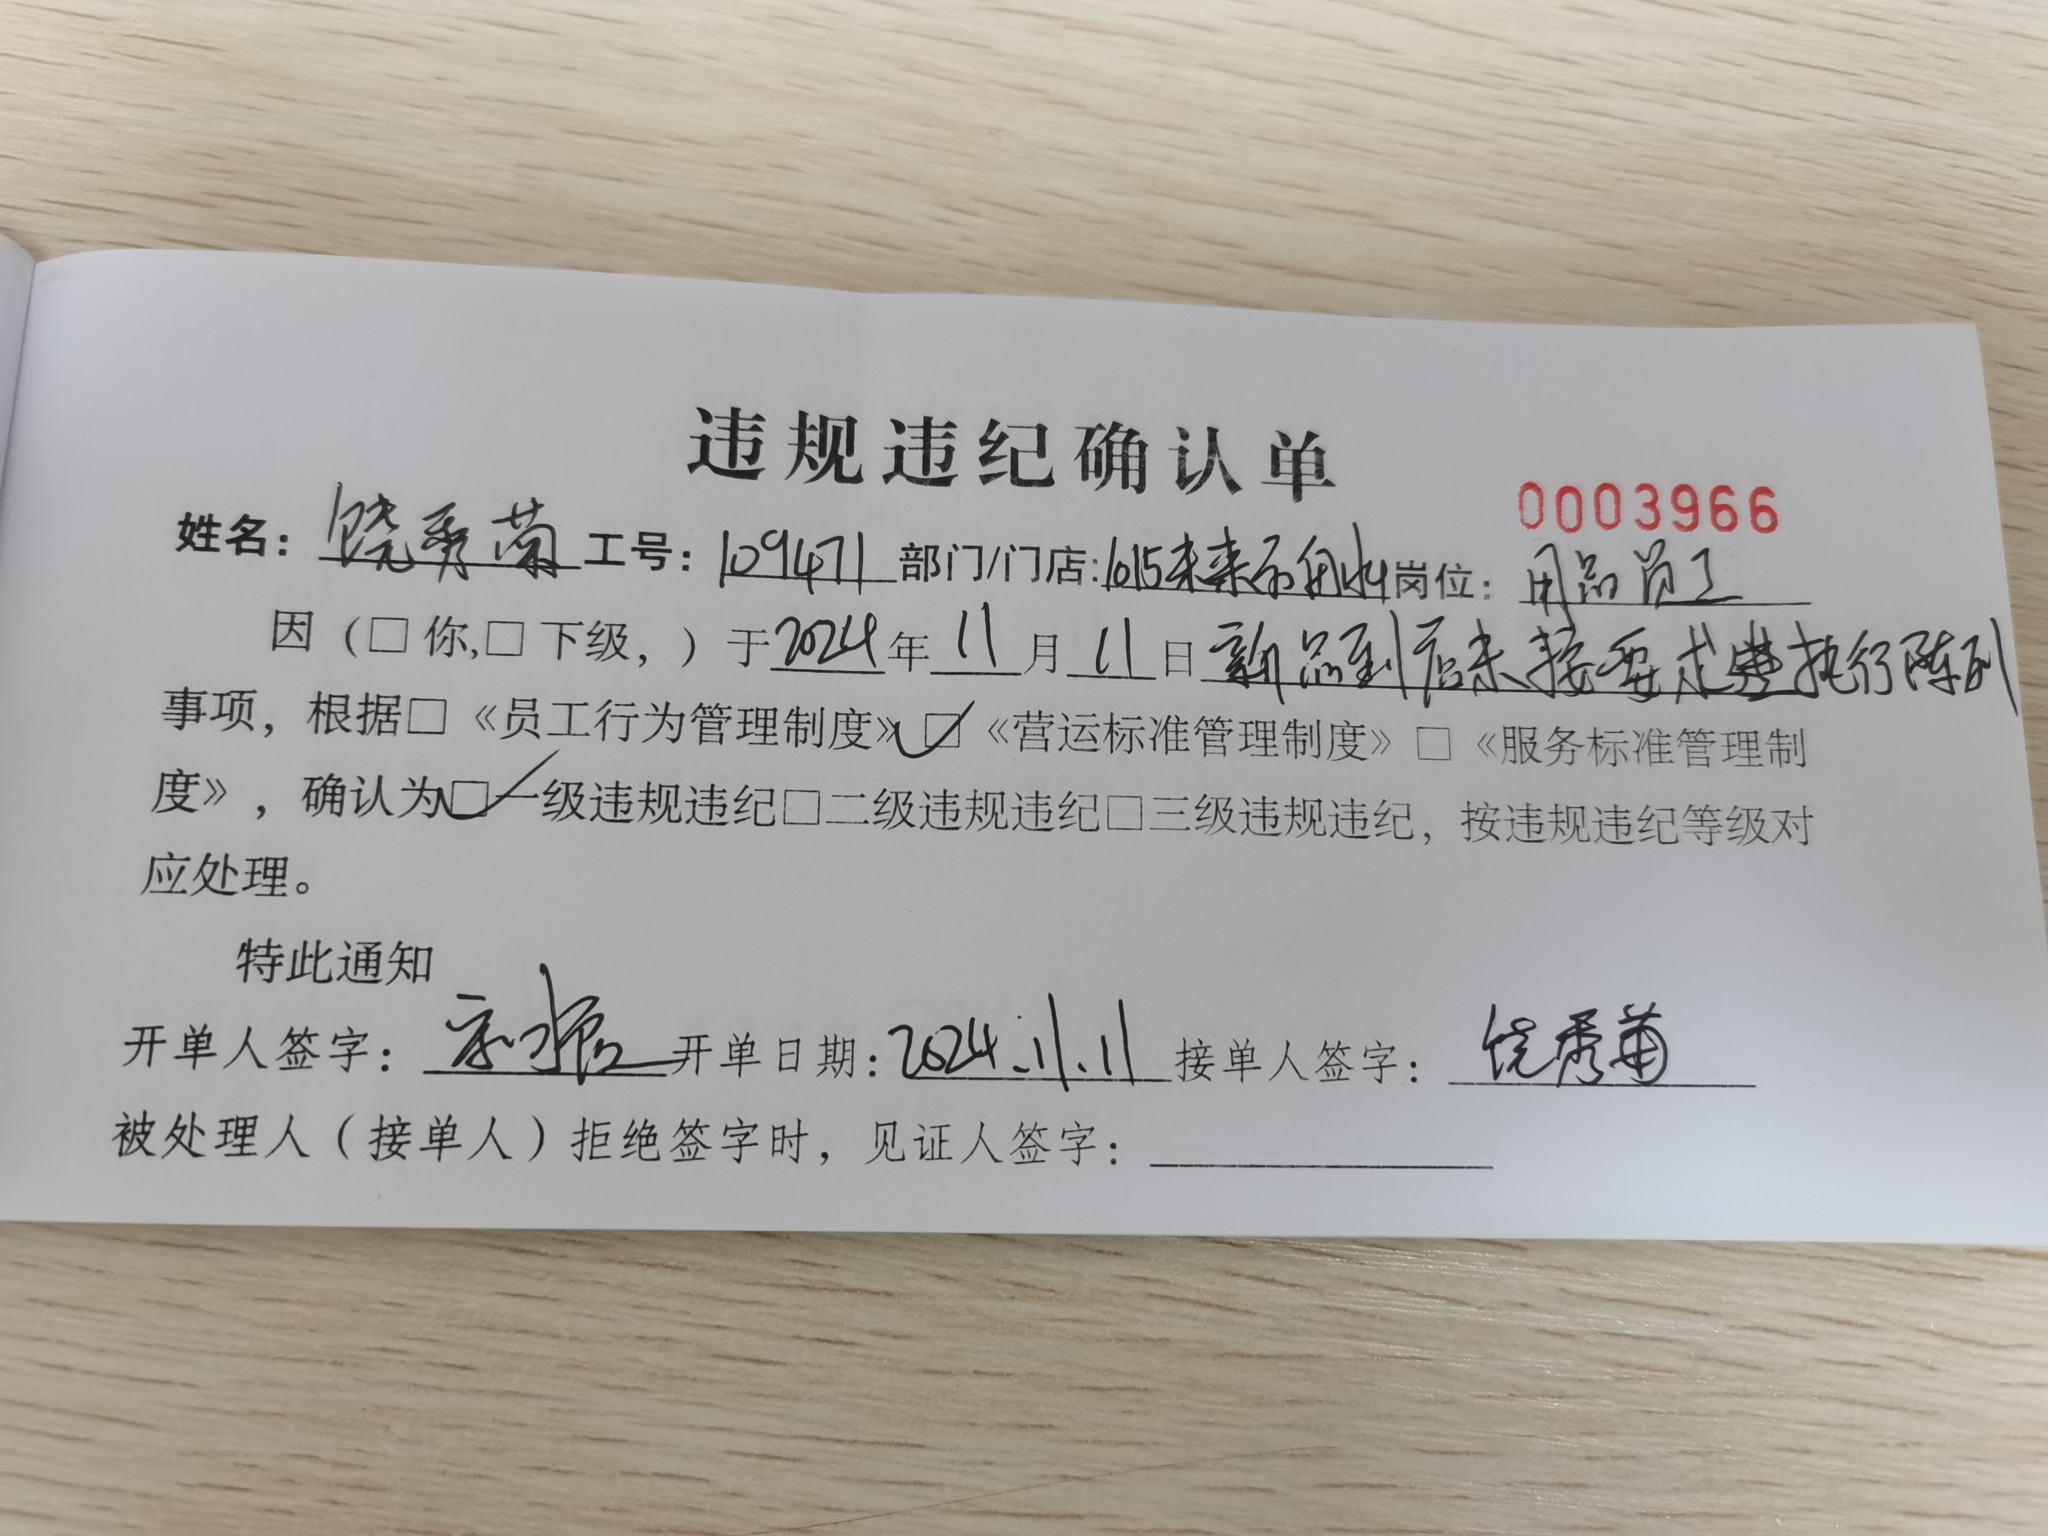 违规违纪确认单
0003966
姓名：饶秀菊 工号：109471 部门/门店：1015未来 岗位：用品员工
因（□你，□下级，）于2024年11月11日新品到店未按要求执行陈列
事项，根据□《员工行为管理制度》☑《营运标准管理制度》□《服务标准管理制
度》，确认为☑一级违规违纪□二级违规违纪□三级违规违纪，按违规违纪等级对
应处理。
特此通知
开单人签字： 开单日期：2024.11.11 接单人签字：饶秀菊
被处理人（接单人）拒绝签字时，见证人签字：